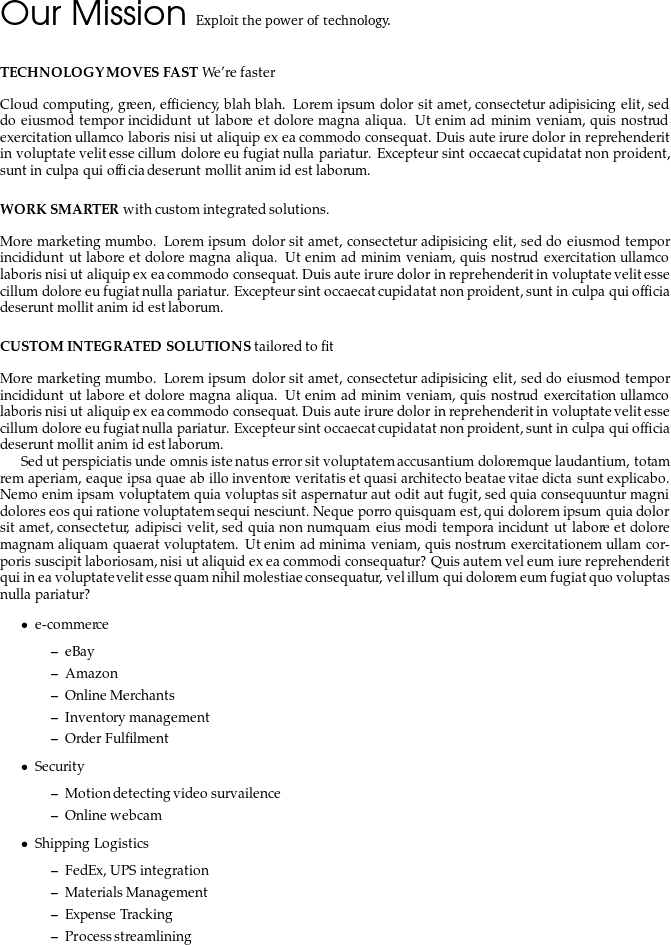 Our Mission Exploit the power of technology.
TECHNOLOGY MOVES FAST We're faster
Cloud computing, green, efficiency, blah blah. Lorem ipsum dolor sit amet, consectetur adipisicing elit, sed
do eiusmod tempor incididunt ut labore et dolore magna aliqua. Ut enim ad minim veniam, quis nostrud
exercitation ullamco laboris nisi ut aliquip ex ea commodo consequat. Duis aute irure dolor in reprehenderit
in voluptate velit esse cillum dolore eu fugiat nulla pariatur. Excepteur sint occaecat cupidatat non proident,
sunt in culpa qui officia deserunt mollit anim id est laborum.
WORK SMARTER with custom integrated solutions.
More marketing mumbo. Lorem ipsum dolor sit amet, consectetur adipisicing elit, sed do eiusmod tempor
incididunt ut labore et dolore magna aliqua. Ut enim ad minim veniam, quis nostrud exercitation ullamco
laboris nisi ut aliquip ex ea commodo consequat. Duis aute irure dolor in reprehenderit in voluptate velit esse
cillum dolore eu fugiat nulla pariatur. Excepteur sint occaecat cupidatat non proident, sunt in culpa qui officia
deserunt mollit anim id est laborum.
CUSTOM INTEGRATED SOLUTIONS tailored to fit
More marketing mumbo. Lorem ipsum dolor sit amet, consectetur adipisicing elit, sed do eiusmod tempor
incididunt ut labore et dolore magna aliqua. Ut enim ad minim veniam, quis nostrud exercitation ullamco
laboris nisi ut aliquip ex ea commodo consequat. Duis aute irure dolor in reprehenderit in voluptate velit esse
cillum dolore eu fugiat nulla pariatur. Excepteur sint occaecat cupidatat non proident, sunt in culpa qui officia
deserunt mollit anim id est laborum.
Sed ut perspiciatis unde omnis iste natus error sit voluptatem accusantium doloremque laudantium, totam
rem aperiam, eaque ipsa quae ab illo inventore veritatis et quasi architecto beatae vitae dicta sunt explicabo.
Nemo enim ipsam voluptatem quia voluptas sit aspernatur aut odit aut fugit, sed quia consequuntur magni
dolores eos qui ratione voluptatem sequi nesciunt. Neque porro quisquam est, qui dolorem ipsum quia dolor
sit amet, consectetur, adipisci velit, sed quia non numquam eius modi tempora incidunt ut labore et dolore
magnam aliquam quaerat voluptatem. Ut enim ad minima veniam, quis nostrum exercitationem ullam cor-
poris suscipit laboriosam, nisi ut aliquid ex ea commodi consequatur? Quis autem vel eum iure reprehenderit
qui in ea voluptate velit esse quam nihil molestiae consequatur, vel illum qui dolorem eum fugiat quo voluptas
nulla pariatur?
• e-commerce
– eBay
– Amazon
– Online Merchants
– Inventory management
– Order Fulfilment
• Security
– Motion detecting video survailence
– Online webcam
• Shipping Logistics
– FedEx, UPS integration
– Materials Management
– Expense Tracking
– Process streamlining